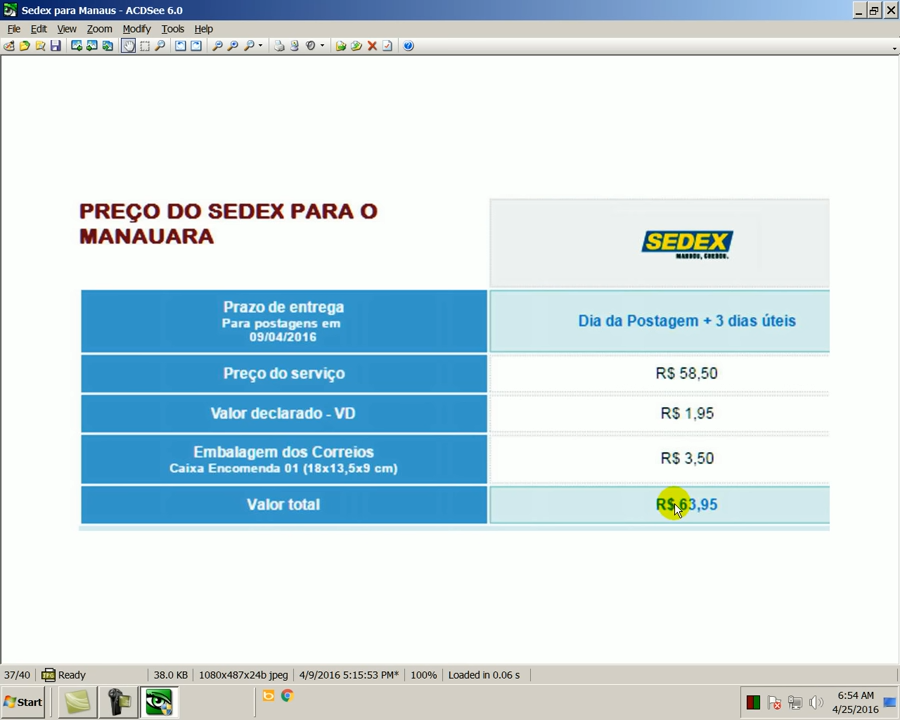 Sedex para Manaus - ACDSee 6.0
File Edit View Zoom Modify Tools Help
PREÇO DO SEDEX PARA O
MANAUARA
SEDEX
MANDOU, CHEGOU.
Prazo de entrega
Para postagens em
09/04/2016
Dia da Postagem + 3 dias úteis
Preço do serviço
R$ 58,50
Valor declarado - VD
R$ 1,95
Embalagem dos Correios
Caixa Encomenda 01 (18x13,5x9 cm)
R$ 3,50
Valor total
R$ 63,95
37/40 Ready 38.0 KB 1080x487x24b jpeg 4/9/2016 5:15:53 PM* 100% Loaded in 0.06 s
Start
6:54 AM
4/25/2016